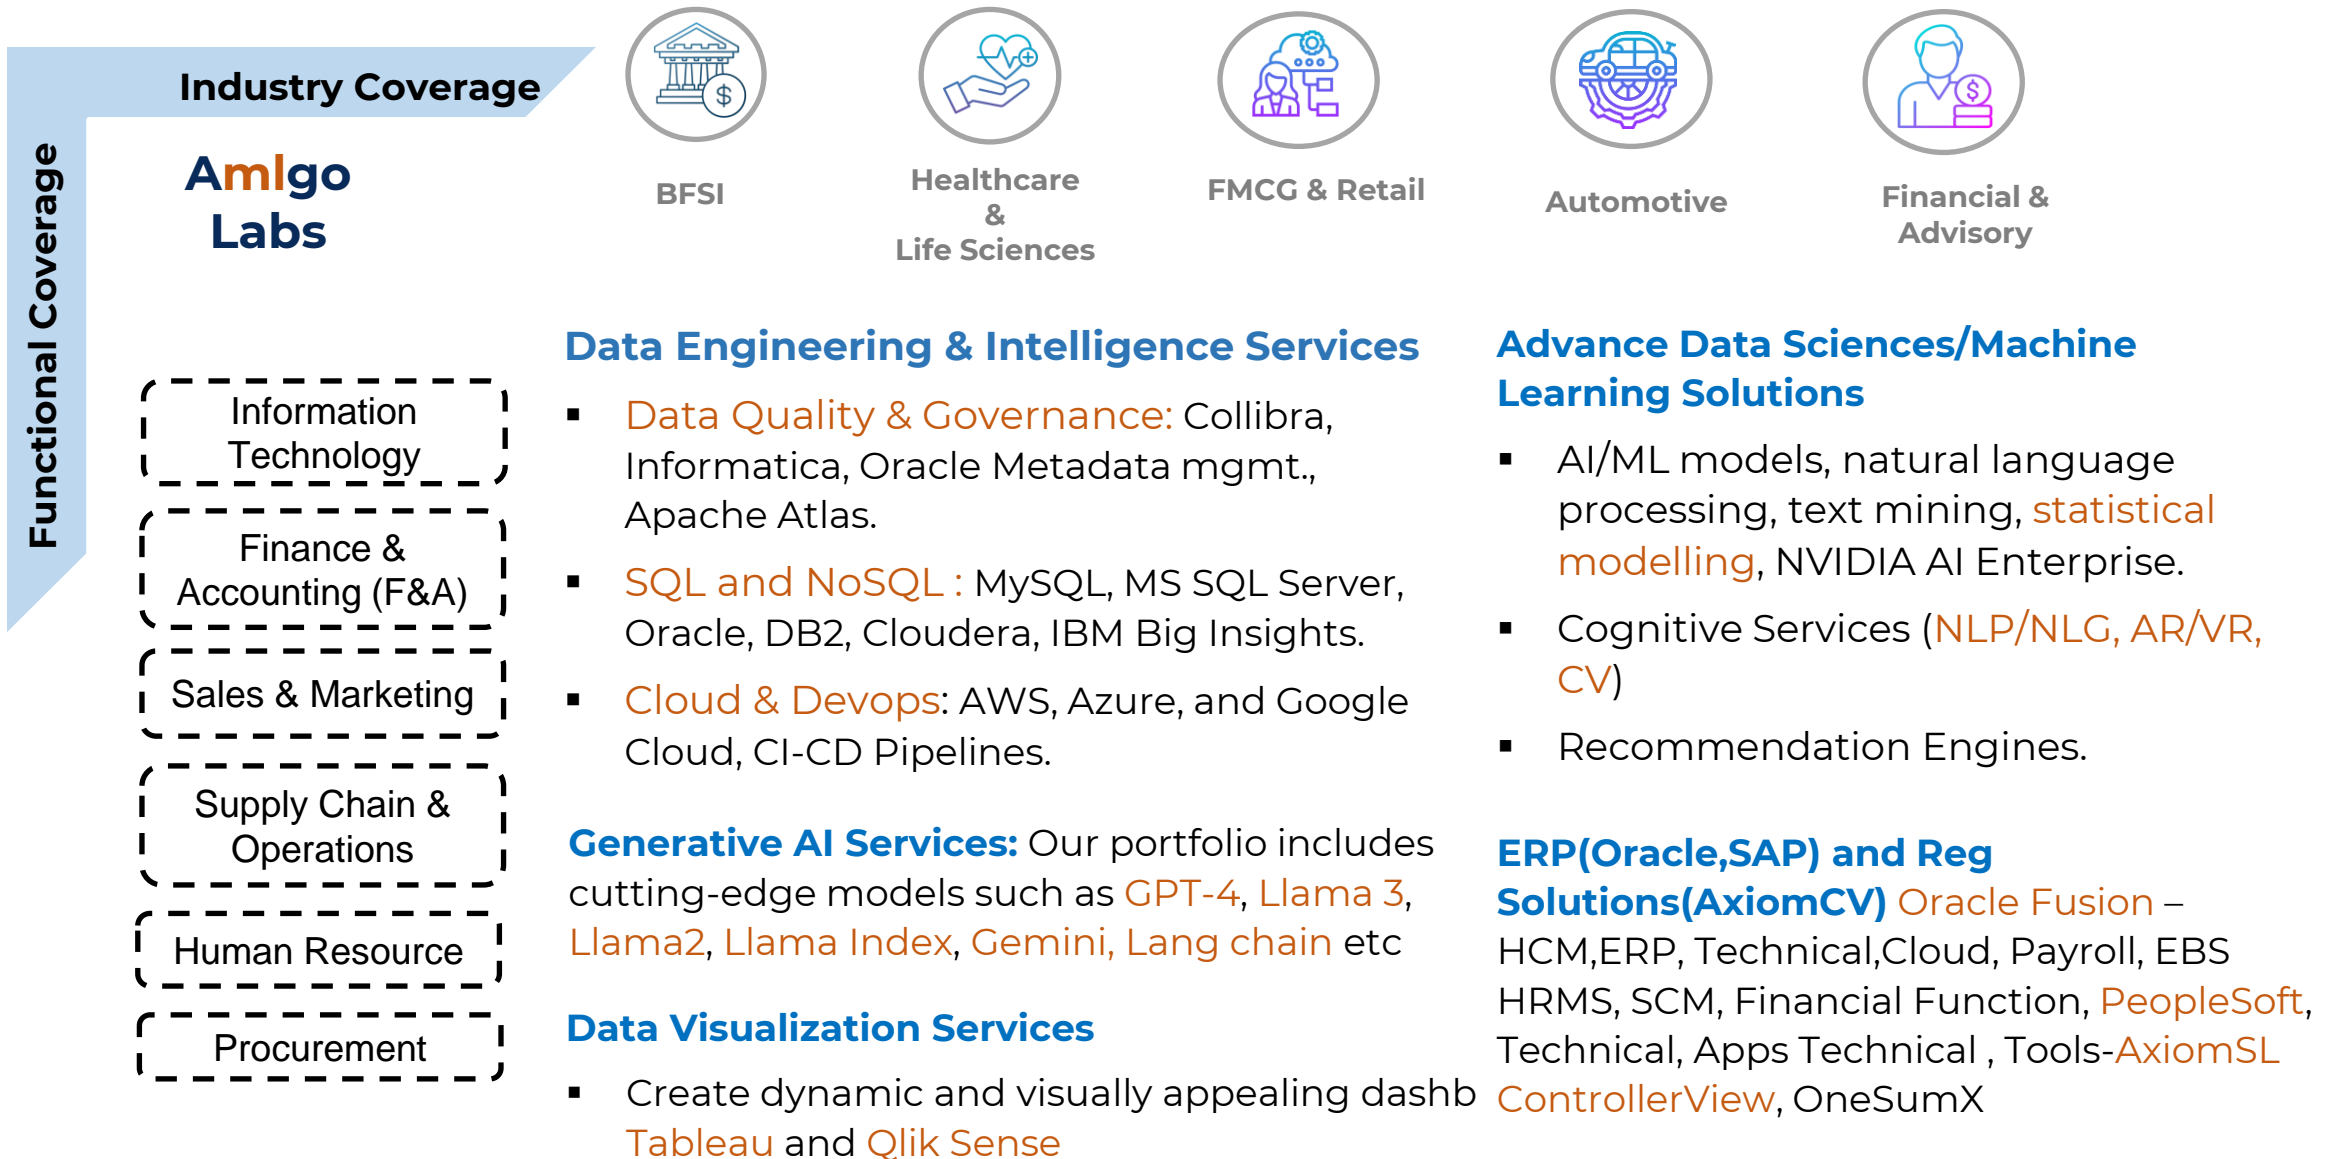 Industry Coverage
Functional Coverage
Amlgo
Labs
BFSI
Healthcare
&
Life Sciences
FMCG & Retail
Automotive
Financial &
Advisory
Information
Technology
Finance &
Accounting (F&A)
Sales & Marketing
Supply Chain &
Operations
Human Resource
Procurement
Data Engineering & Intelligence Services
▪ Data Quality & Governance: Collibra,
Informatica, Oracle Metadata mgmt.,
Apache Atlas.
▪ SQL and NoSQL : MySQL, MS SQL Server,
Oracle, DB2, Cloudera, IBM Big Insights.
▪ Cloud & Devops: AWS, Azure, and Google
Cloud, CI-CD Pipelines.
Generative AI Services: Our portfolio includes
cutting-edge models such as GPT-4, Llama 3,
Llama2, Llama Index, Gemini, Lang chain etc
Data Visualization Services
▪ Create dynamic and visually appealing dashb
Tableau and Qlik Sense
Advance Data Sciences/Machine
Learning Solutions
▪ AI/ML models, natural language
processing, text mining, statistical
modelling, NVIDIA AI Enterprise.
▪ Cognitive Services (NLP/NLG, AR/VR,
CV)
▪ Recommendation Engines.
ERP(Oracle,SAP) and Reg
Solutions(AxiomCV) Oracle Fusion –
HCM,ERP, Technical,Cloud, Payroll, EBS
HRMS, SCM, Financial Function, PeopleSoft,
Technical, Apps Technical , Tools-AxiomSL
ControllerView, OneSumX